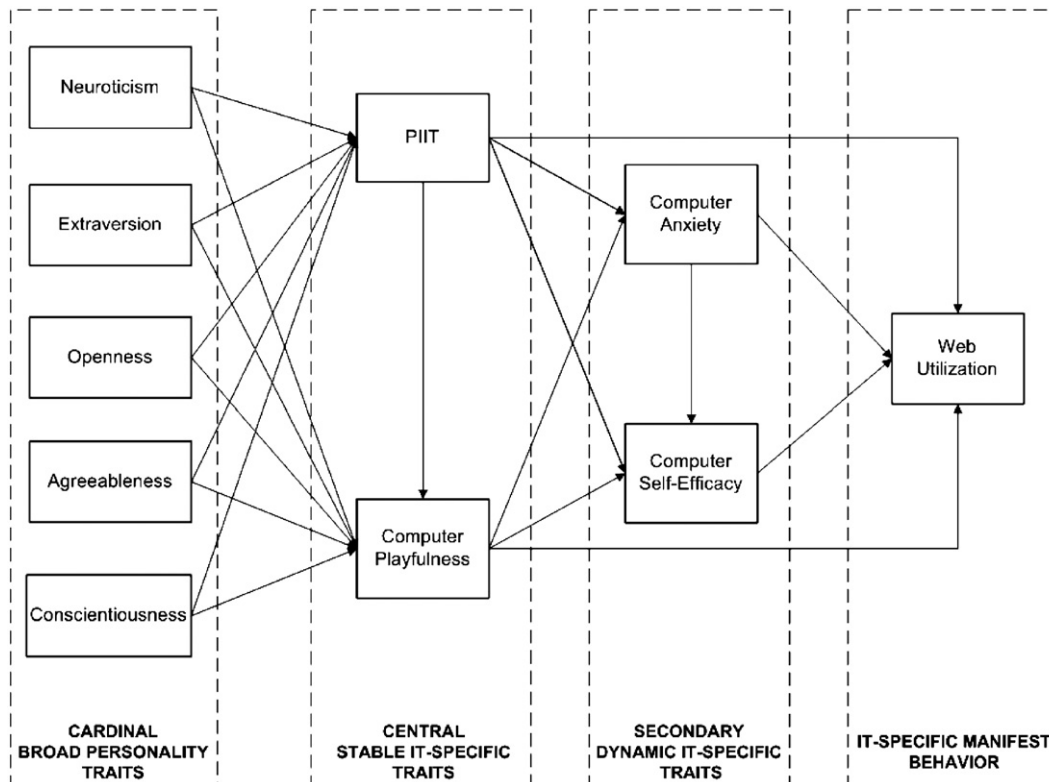 Neuroticism
Extraversion
Openness
Agreeableness
Conscientiousness
PIIT
Computer
Playfulness
Computer
Anxiety
Computer
Self-Efficacy
Web
Utilization
CARDINAL
BROAD PERSONALITY
TRAITS
CENTRAL
STABLE IT-SPECIFIC
TRAITS
SECONDARY
DYNAMIC IT-SPECIFIC
TRAITS
IT-SPECIFIC MANIFEST
BEHAVIOR